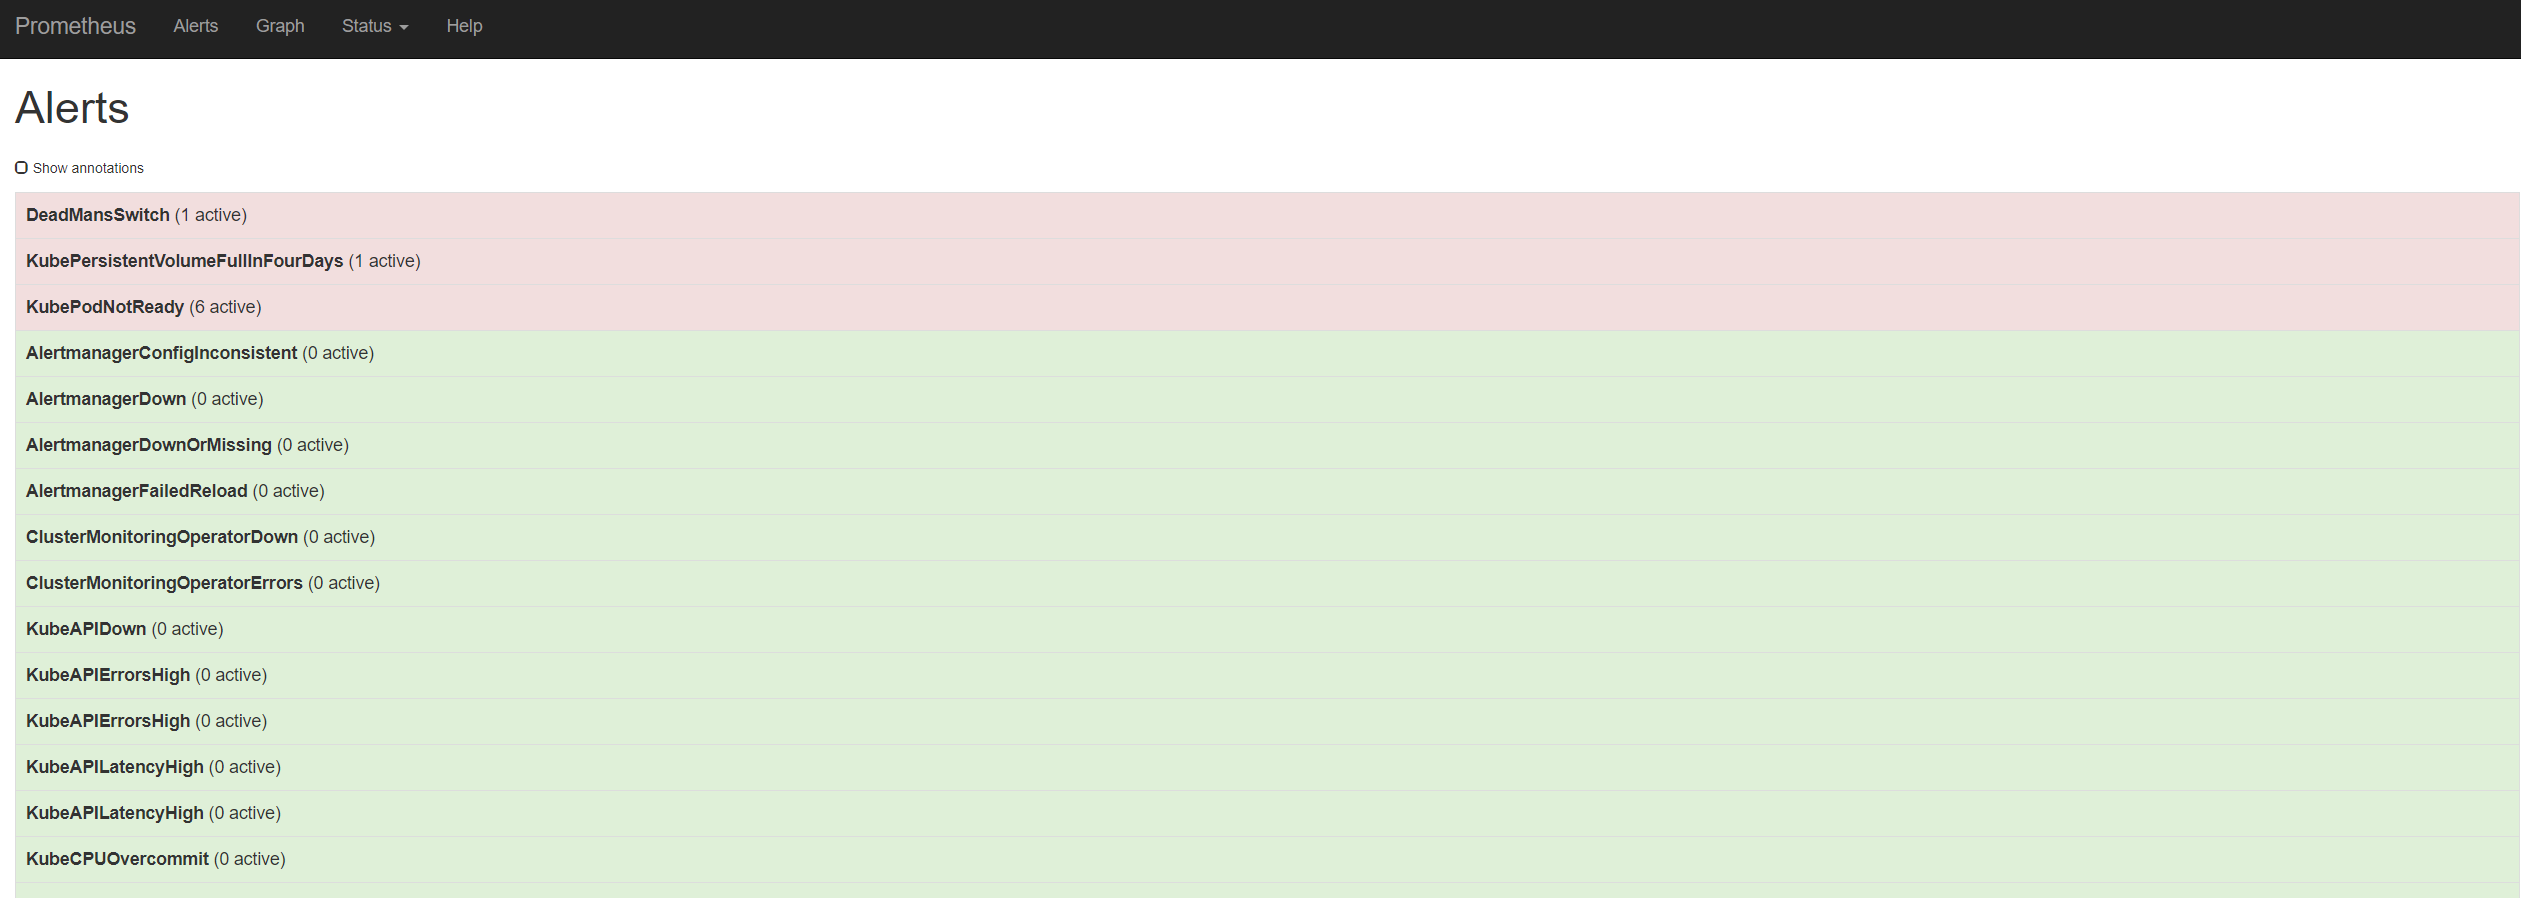 Prometheus Alerts Graph Status Help
Alerts
Show annotations
DeadMansSwitch (1 active)
KubePersistentVolumeFullInFourDays (1 active)
KubePodNotReady (6 active)
AlertmanagerConfigInconsistent (0 active)
AlertmanagerDown (0 active)
AlertmanagerDownOrMissing (0 active)
AlertmanagerFailedReload (0 active)
ClusterMonitoringOperatorDown (0 active)
ClusterMonitoringOperatorErrors (0 active)
KubeAPIDown (0 active)
KubeAPIErrorsHigh (0 active)
KubeAPIErrorsHigh (0 active)
KubeAPILatencyHigh (0 active)
KubeAPILatencyHigh (0 active)
KubeCPUOvercommit (0 active)